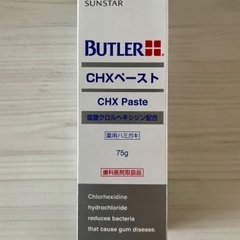 SUNSTAR
BUTLER
CHXペースト
CHX Paste
塩酸クロルヘキシジン配合
薬用ハミガキ
75g
歯科医院取扱品
Chlorhexidine
hydrochloride
reduces bacteria
that cause gum disease.